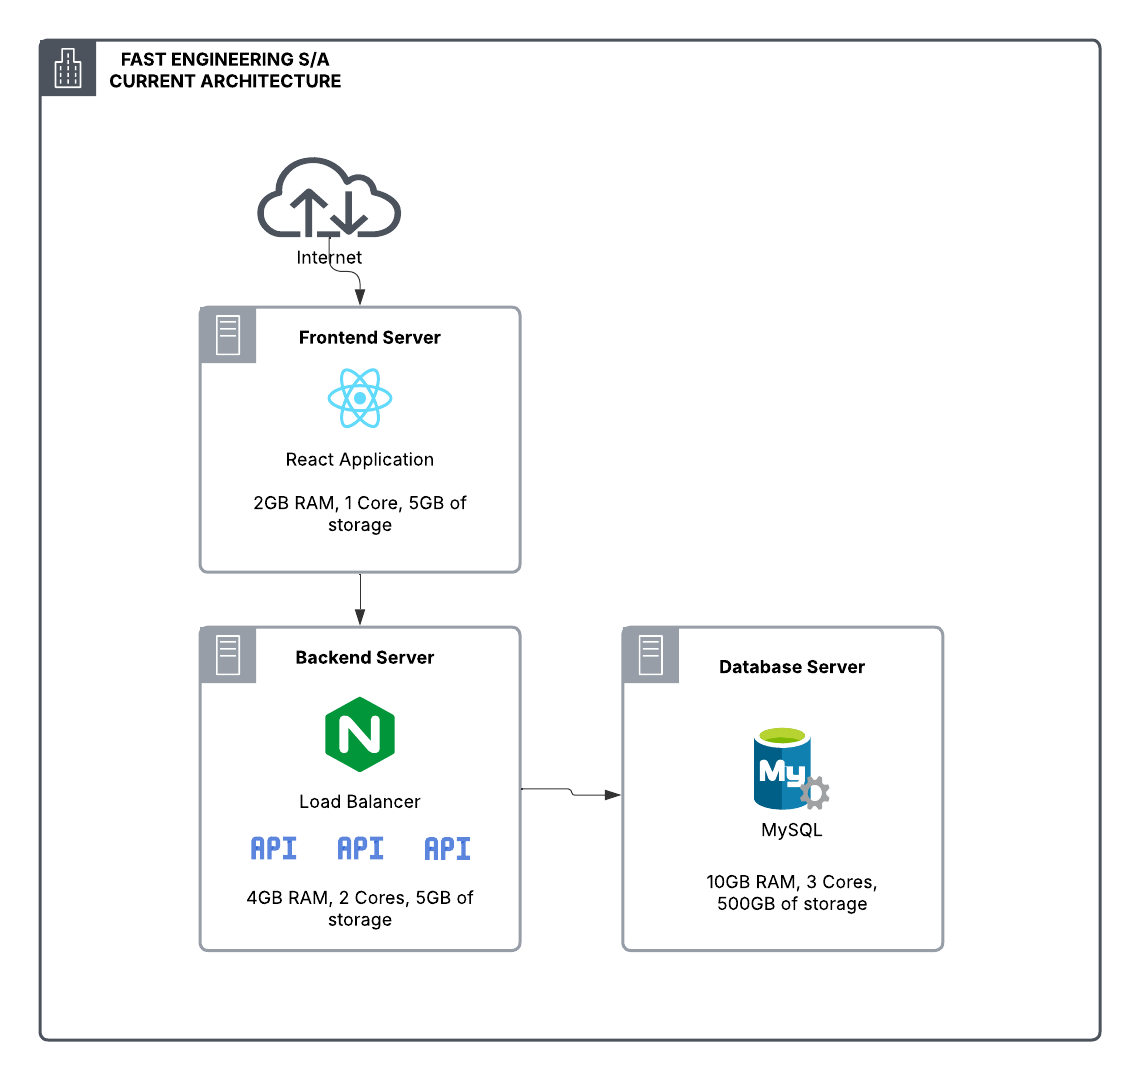 FAST ENGINEERING S/A
CURRENT ARCHITECTURE
Internet
Frontend Server
React Application
2GB RAM, 1 Core, 5GB of
storage
Backend Server
N
Load Balancer
API API API
4GB RAM, 2 Cores, 5GB of
storage
Database Server
My
MySQL
10GB RAM, 3 Cores,
500GB of storage